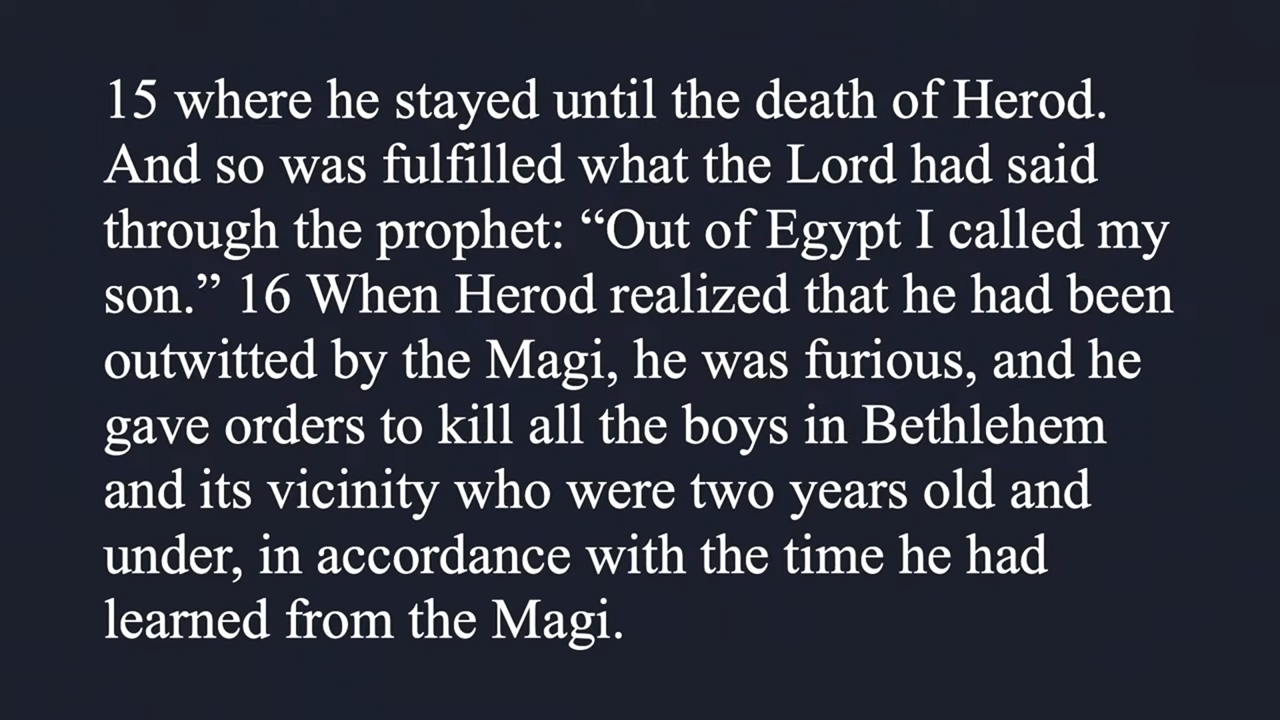 15 where he stayed until the death of Herod.
And so was fulfilled what the Lord had said
through the prophet: “Out of Egypt I called my
son.” 16 When Herod realized that he had been
outwitted by the Magi, he was furious, and he
gave orders to kill all the boys in Bethlehem
and its vicinity who were two years old and
under, in accordance with the time he had
learned from the Magi.